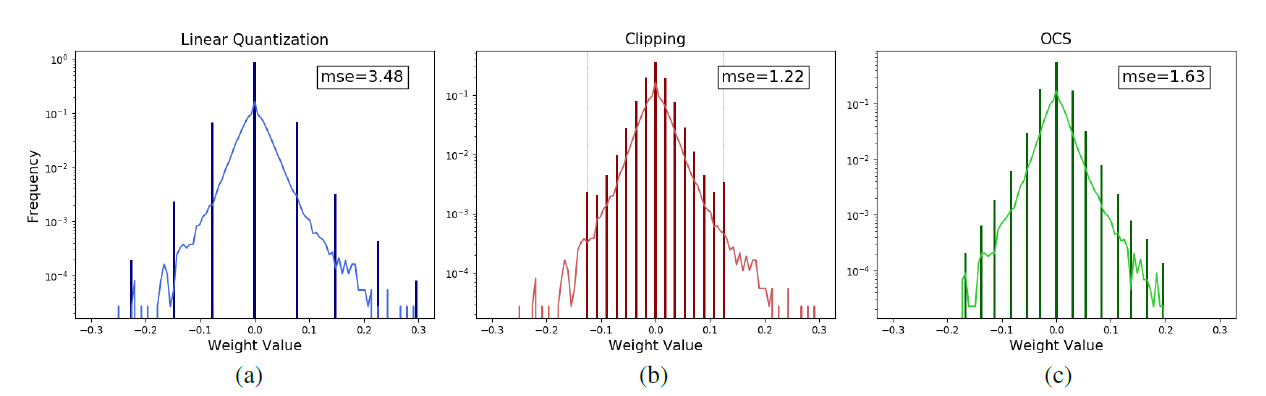 Linear Quantization
mse=3.48
Frequency
10⁰
10⁻¹
10⁻²
10⁻³
10⁻⁴
−0.3 −0.2 −0.1 0.0 0.1 0.2 0.3
Weight Value
(a)
Clipping
mse=1.22
10⁻¹
10⁻²
10⁻³
10⁻⁴
−0.3 −0.2 −0.1 0.0 0.1 0.2 0.3
Weight Value
(b)
OCS
mse=1.63
10⁻¹
10⁻²
10⁻³
10⁻⁴
−0.3 −0.2 −0.1 0.0 0.1 0.2 0.3
Weight Value
(c)